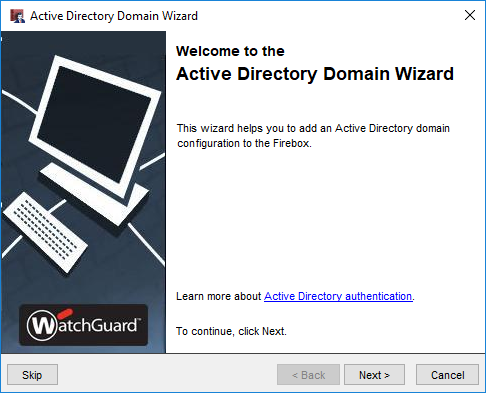 Active Directory Domain Wizard
Welcome to the
Active Directory Domain Wizard
This wizard helps you to add an Active Directory domain
configuration to the Firebox.
Learn more about Active Directory authentication.
WatchGuard
To continue, click Next.
Skip
< Back
Next >
Cancel